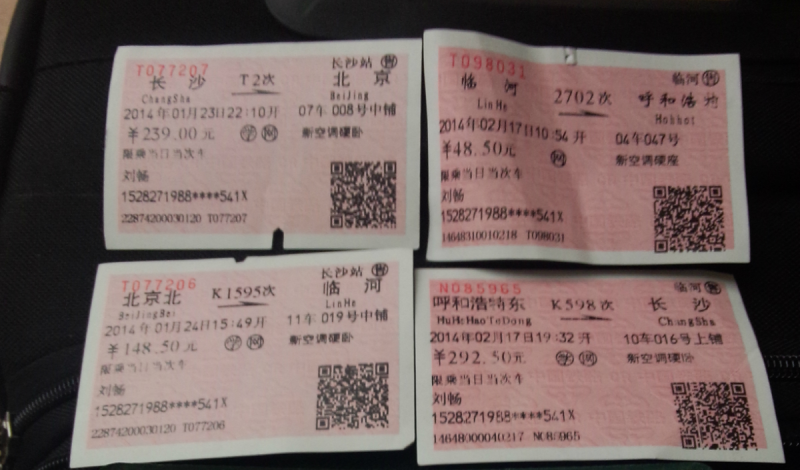 T077207 长沙站 售
长沙 T2次 北京
ChangSha BeiJing
2014年01月23日22:10开 07车008号中铺
￥239.00元 学 网 新空调硬卧
限乘当日当次车
刘畅
1528271988****541X
22874200030120 T077207
T098031 临河 售
临河 2702次 呼和浩特
LinHe Hohhot
2014年02月17日10:54开 04车047号
￥48.50元 网 新空调硬座
限乘当日当次车
刘畅
1528271988****541X
14648310010218 T098031
T077206 长沙站 售
北京北 K1595次 临河
BeiJingBei LinHe
2014年01月24日15:49开 11车019号中铺
￥148.50元 学 网 新空调硬卧
限乘当日当次车
刘畅
1528271988****541X
22874200030120 T077206
N085965 临河 售
呼和浩特东 K598次 长沙
HuHeHaoTeDong ChangSha
2014年02月17日19:32开 10车016号上铺
￥292.50元 学 网 新空调硬卧
限乘当日当次车
刘畅
1528271988****541X
14648000040217 N085965